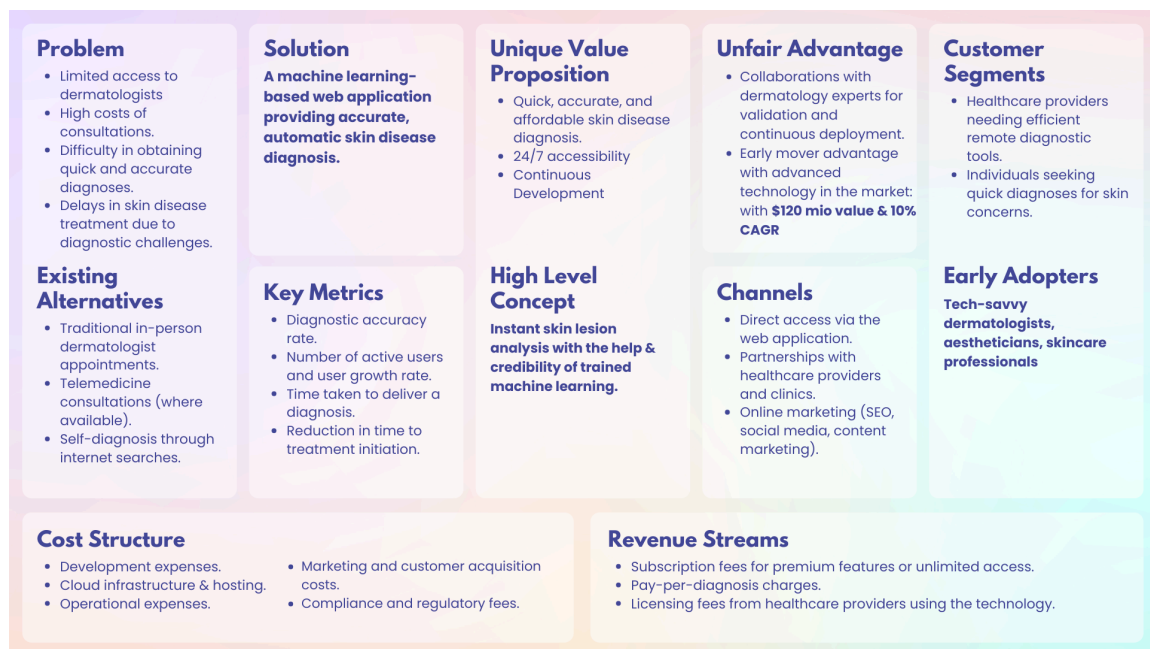 Problem
• Limited access to
dermatologists
• High costs of
consultations.
• Difficulty in obtaining
quick and accurate
diagnoses.
• Delays in skin disease
treatment due to
diagnostic challenges.
Existing
Alternatives
• Traditional in-person
dermatologist
appointments.
• Telemedicine
consultations (where
available).
• Self-diagnosis through
internet searches.
Solution
A machine learning-
based web application
providing accurate,
automatic skin disease
diagnosis.
Key Metrics
• Diagnostic accuracy
rate.
• Number of active users
and user growth rate.
• Time taken to deliver a
diagnosis.
• Reduction in time to
treatment initiation.
Unique Value
Proposition
• Quick, accurate, and
affordable skin disease
diagnosis.
• 24/7 accessibility
• Continuous
Development
High Level
Concept
Instant skin lesion
analysis with the help &
credibility of trained
machine learning.
Unfair Advantage
• Collaborations with
dermatology experts for
validation and
continuous deployment.
• Early mover advantage
with advanced
technology in the market:
with $120 mio value & 10%
CAGR
Channels
• Direct access via the
web application.
• Partnerships with
healthcare providers
and clinics.
• Online marketing (SEO,
social media, content
marketing).
Customer
Segments
• Healthcare providers
needing efficient
remote diagnostic
tools.
• Individuals seeking
quick diagnoses for skin
concerns.
Early Adopters
Tech-savvy
dermatologists,
aestheticians, skincare
professionals
Cost Structure
• Development expenses.
• Cloud infrastructure & hosting.
• Operational expenses.
• Marketing and customer acquisition
costs.
• Compliance and regulatory fees.
Revenue Streams
• Subscription fees for premium features or unlimited access.
• Pay-per-diagnosis charges.
• Licensing fees from healthcare providers using the technology.